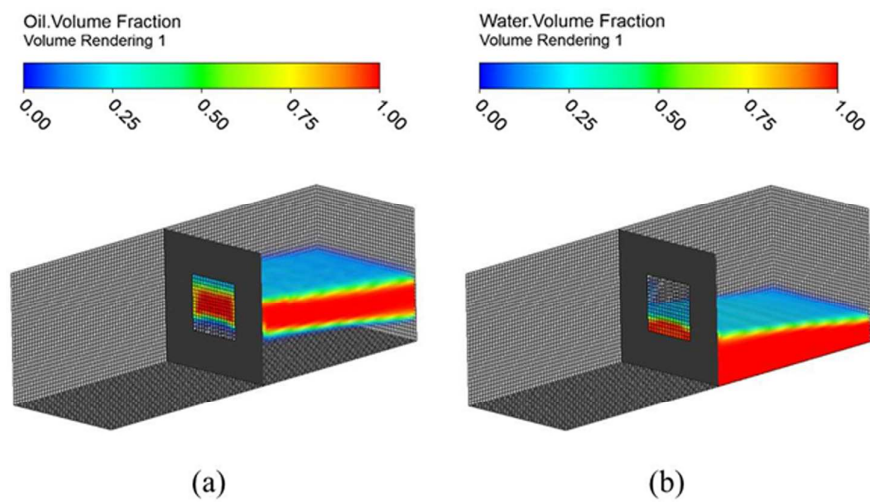 Oil.Volume Fraction
Volume Rendering 1
0.00 0.25 0.50 0.75 1.00
Water.Volume Fraction
Volume Rendering 1
0.00 0.25 0.50 0.75 1.00
(a)
(b)